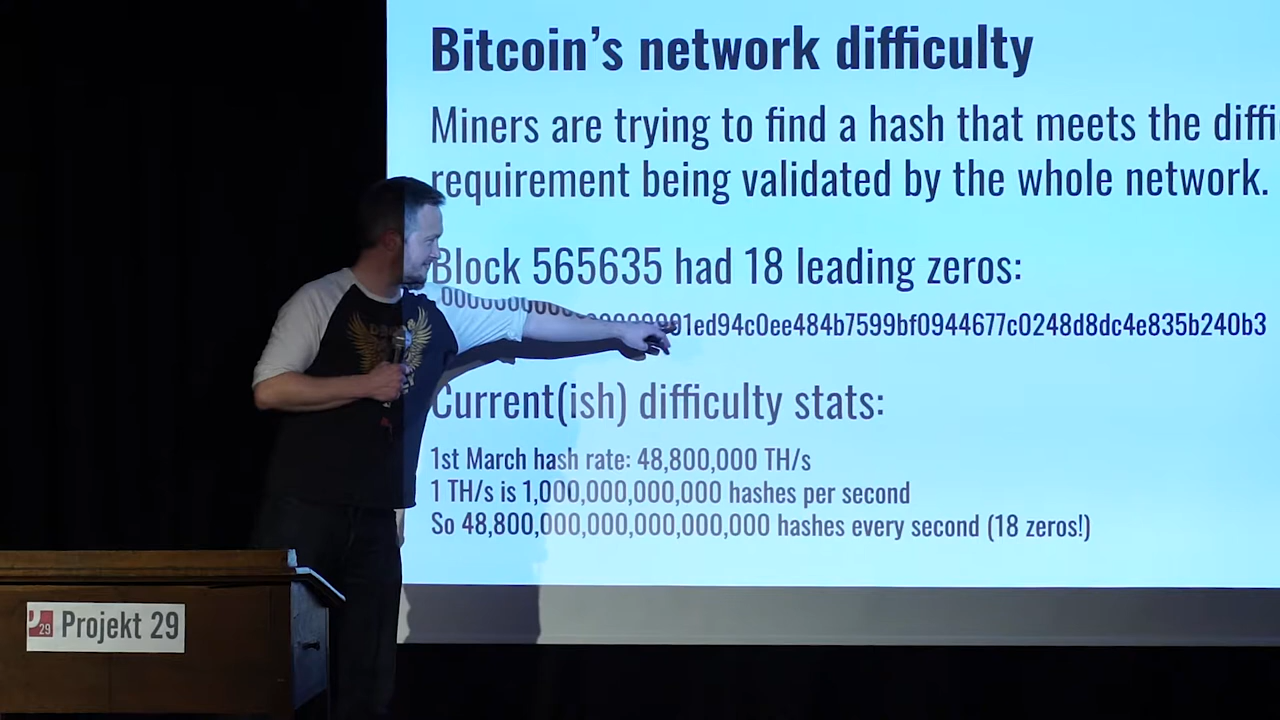 Bitcoin's network difficulty
Miners are trying to find a hash that meets the diffi
requirement being validated by the whole network.
Block 565635 had 18 leading zeros:
0000000000000000001ed94c0ee484b7599bf0944677c0248d8dc4e835b240b3
Current(ish) difficulty stats:
1st March hash rate: 48,800,000 TH/s
1 TH/s is 1,000,000,000,000 hashes per second
So 48,800,000,000,000,000,000 hashes every second (18 zeros!)
29 Projekt 29